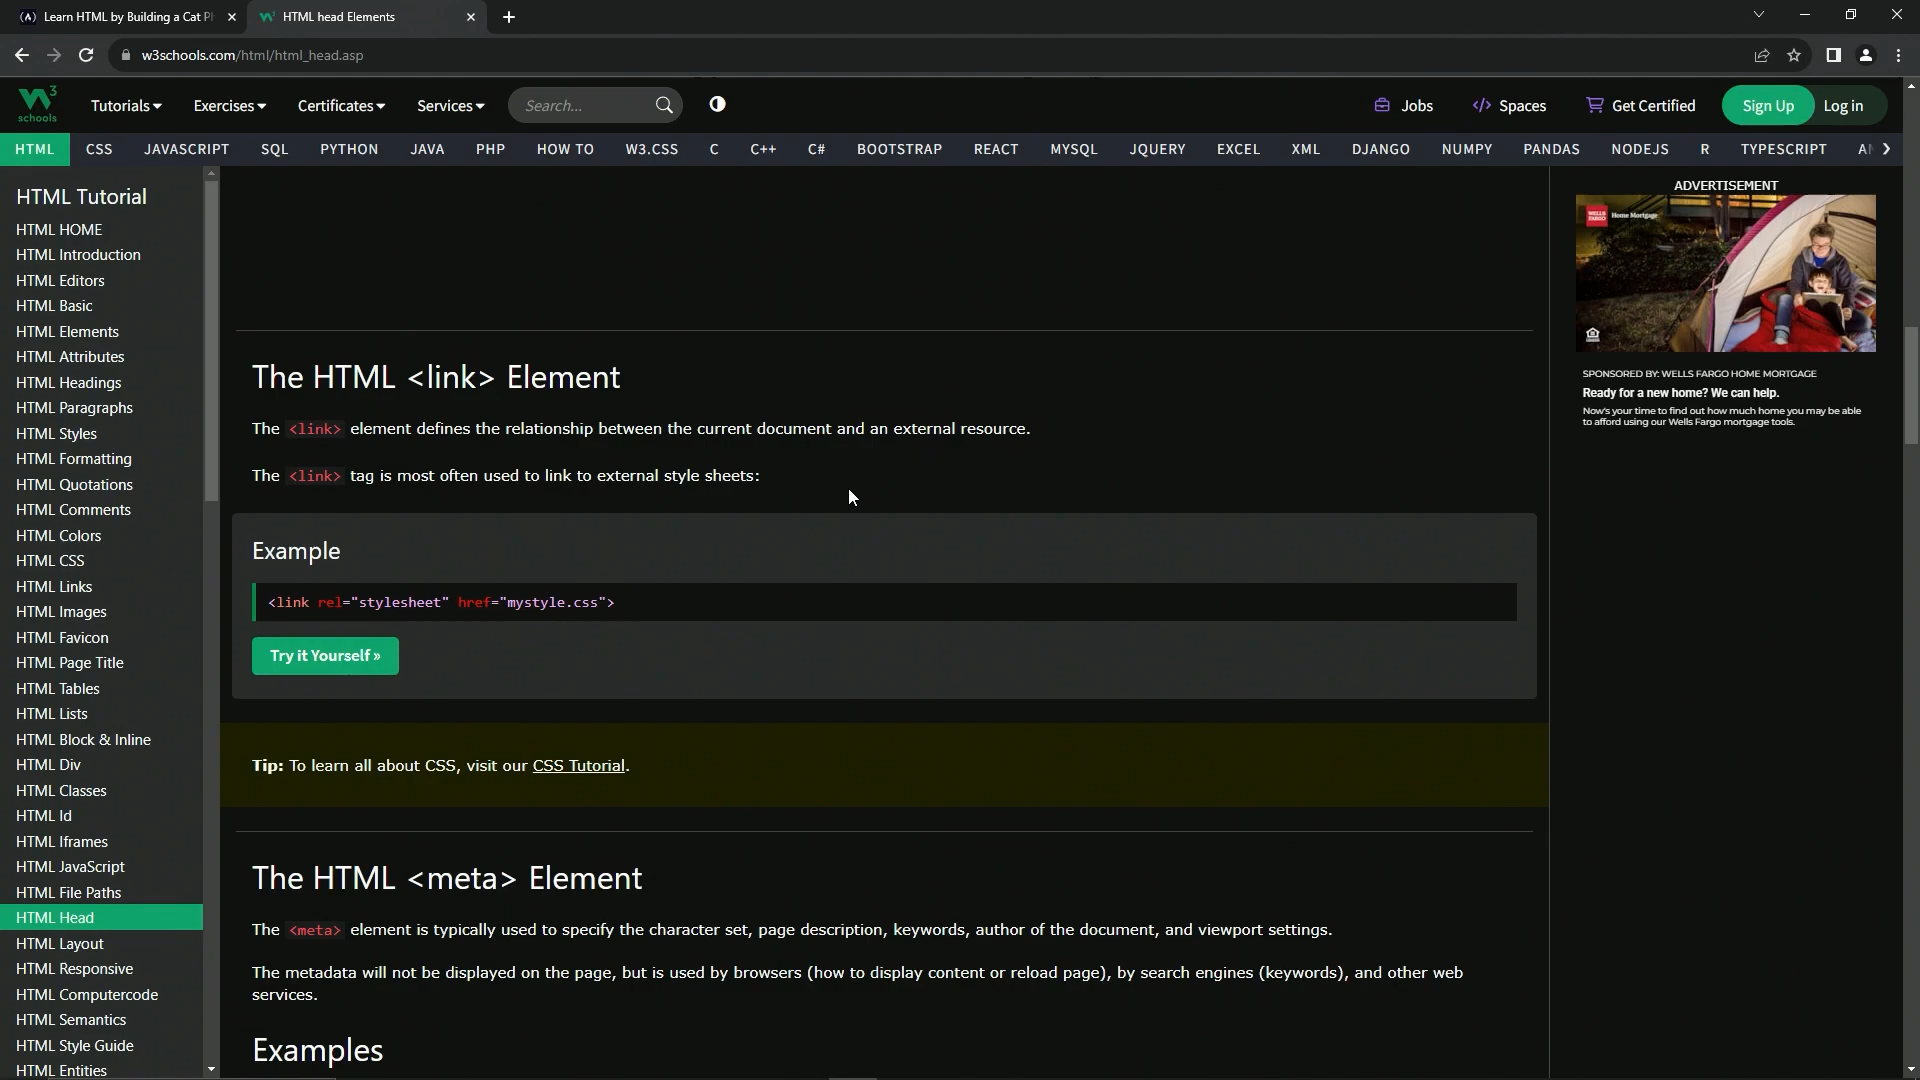 Learn HTML by Building a Cat Ph
HTML head Elements
w3schools.com/html/html_head.asp
3
schools
Tutorials
Exercises
Certificates
Services
Search...
Jobs
Spaces
Get Certified
Sign Up
Log in
HTML CSS JAVASCRIPT SQL PYTHON JAVA PHP HOW TO W3.CSS C C++ C# BOOTSTRAP REACT MYSQL JQUERY EXCEL XML DJANGO NUMPY PANDAS NODEJS R TYPESCRIPT
HTML Tutorial
HTML HOME
HTML Introduction
HTML Editors
HTML Basic
HTML Elements
HTML Attributes
HTML Headings
HTML Paragraphs
HTML Styles
HTML Formatting
HTML Quotations
HTML Comments
HTML Colors
HTML CSS
HTML Links
HTML Images
HTML Favicon
HTML Page Title
HTML Tables
HTML Lists
HTML Block & Inline
HTML Div
HTML Classes
HTML Id
HTML Iframes
HTML JavaScript
HTML File Paths
HTML Head
HTML Layout
HTML Responsive
HTML Computercode
HTML Semantics
HTML Style Guide
HTML Entities
The HTML <link> Element
The <link> element defines the relationship between the current document and an external resource.
The <link> tag is most often used to link to external style sheets:
Example
<link rel="stylesheet" href="mystyle.css">
Try it Yourself »
Tip: To learn all about CSS, visit our CSS Tutorial.
The HTML <meta> Element
The <meta> element is typically used to specify the character set, page description, keywords, author of the document, and viewport settings.
The metadata will not be displayed on the page, but is used by browsers (how to display content or reload page), by search engines (keywords), and other web
services.
Examples
ADVERTISEMENT
WELLS
FARGO
Home Mortgage
SPONSORED BY: WELLS FARGO HOME MORTGAGE
Ready for a new home? We can help.
Now's your time to find out how much home you may be able
to afford using our Wells Fargo mortgage tools.